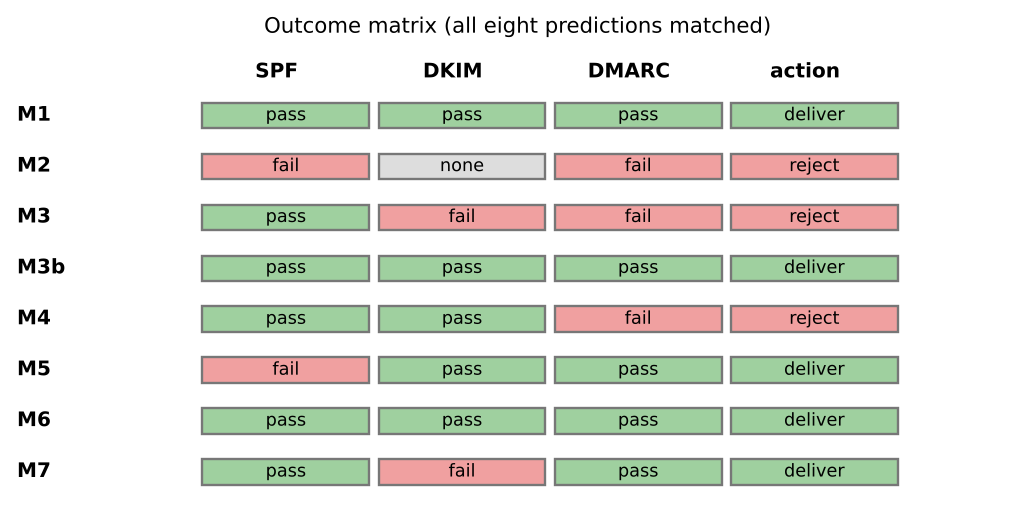 Outcome matrix (all eight predictions matched)
SPF DKIM DMARC action
M1 pass pass pass deliver
M2 fail none fail reject
M3 pass fail fail reject
M3b pass pass pass deliver
M4 pass pass fail reject
M5 fail pass pass deliver
M6 pass pass pass deliver
M7 pass fail pass deliver